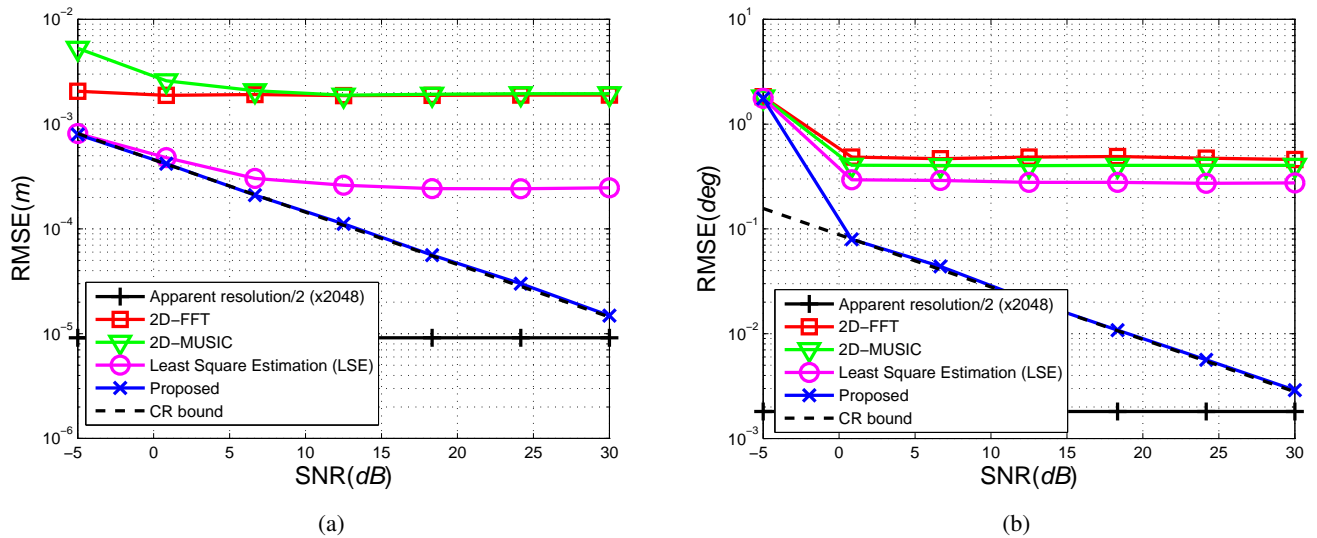 10^-2
10^-3
10^-4
10^-5
10^-6
RMSE(m)
Apparent resolution/2 (x2048)
2D-FFT
2D-MUSIC
Least Square Estimation (LSE)
Proposed
CR bound
-5 0 5 10 15 20 25 30
SNR(dB)
(a)
10^1
10^0
10^-1
10^-2
10^-3
RMSE(deg)
Apparent resolution/2 (x2048)
2D-FFT
2D-MUSIC
Least Square Estimation (LSE)
Proposed
CR bound
-5 0 5 10 15 20 25 30
SNR(dB)
(b)